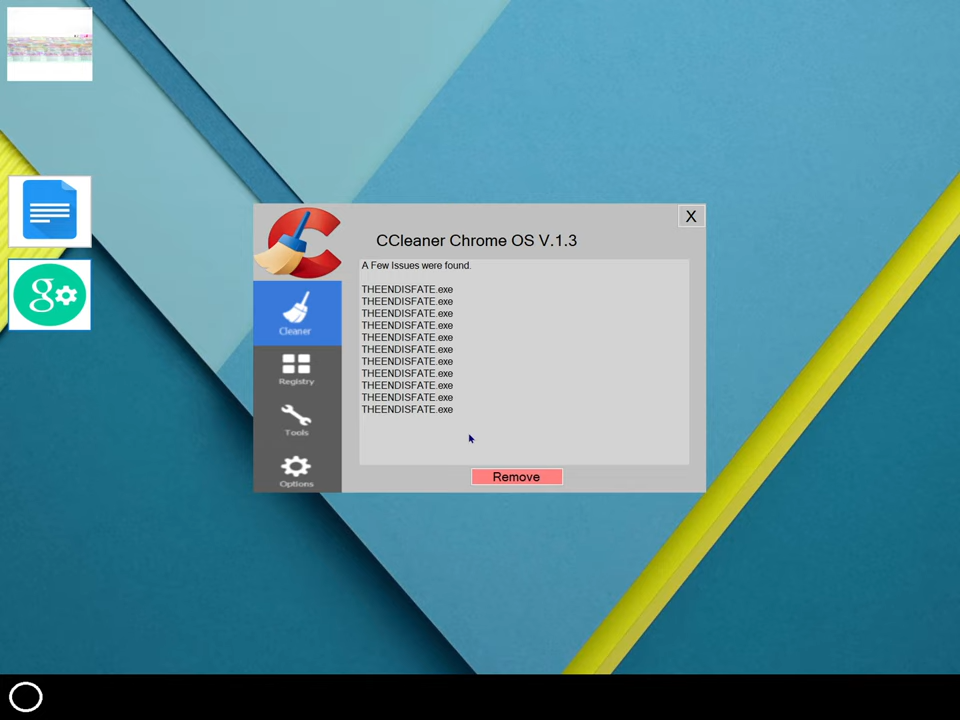 X
CCleaner Chrome OS V.1.3
A Few Issues were found.
THEENDISFATE.exe
THEENDISFATE.exe
THEENDISFATE.exe
THEENDISFATE.exe
THEENDISFATE.exe
THEENDISFATE.exe
THEENDISFATE.exe
THEENDISFATE.exe
THEENDISFATE.exe
THEENDISFATE.exe
THEENDISFATE.exe
Cleaner
Registry
Tools
Options
Remove
g